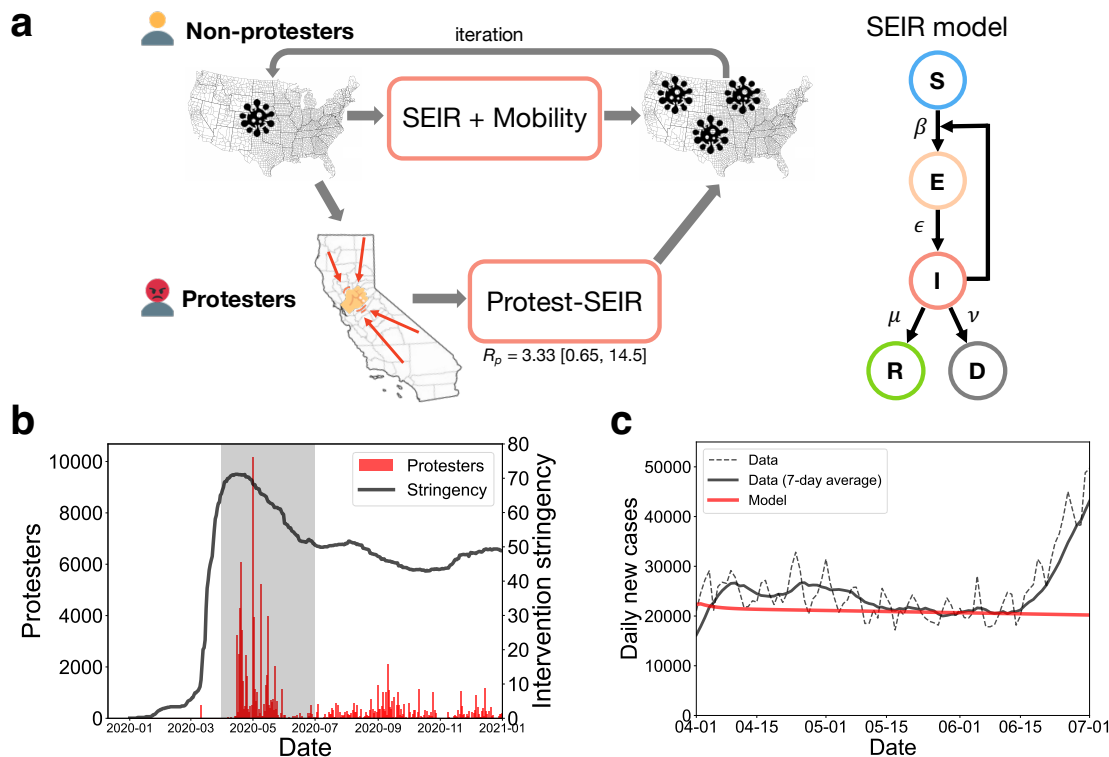 a
Non-protesters
iteration
SEIR + Mobility
Protesters
Protest-SEIR
Rₚ = 3.33 [0.65, 14.5]
SEIR model
S
β
E
ϵ
I
μ
ν
R
D
b
Protesters
Stringency
10000
8000
6000
4000
2000
0
Protesters
80
70
60
50
40
30
20
10
0
Intervention stringency
2020-01
2020-03
2020-05
2020-07
2020-09
2020-11
2021-01
Date
c
Data
Data (7-day average)
Model
50000
40000
30000
20000
10000
0
Daily new cases
04-01
04-15
05-01
05-15
06-01
06-15
07-01
Date